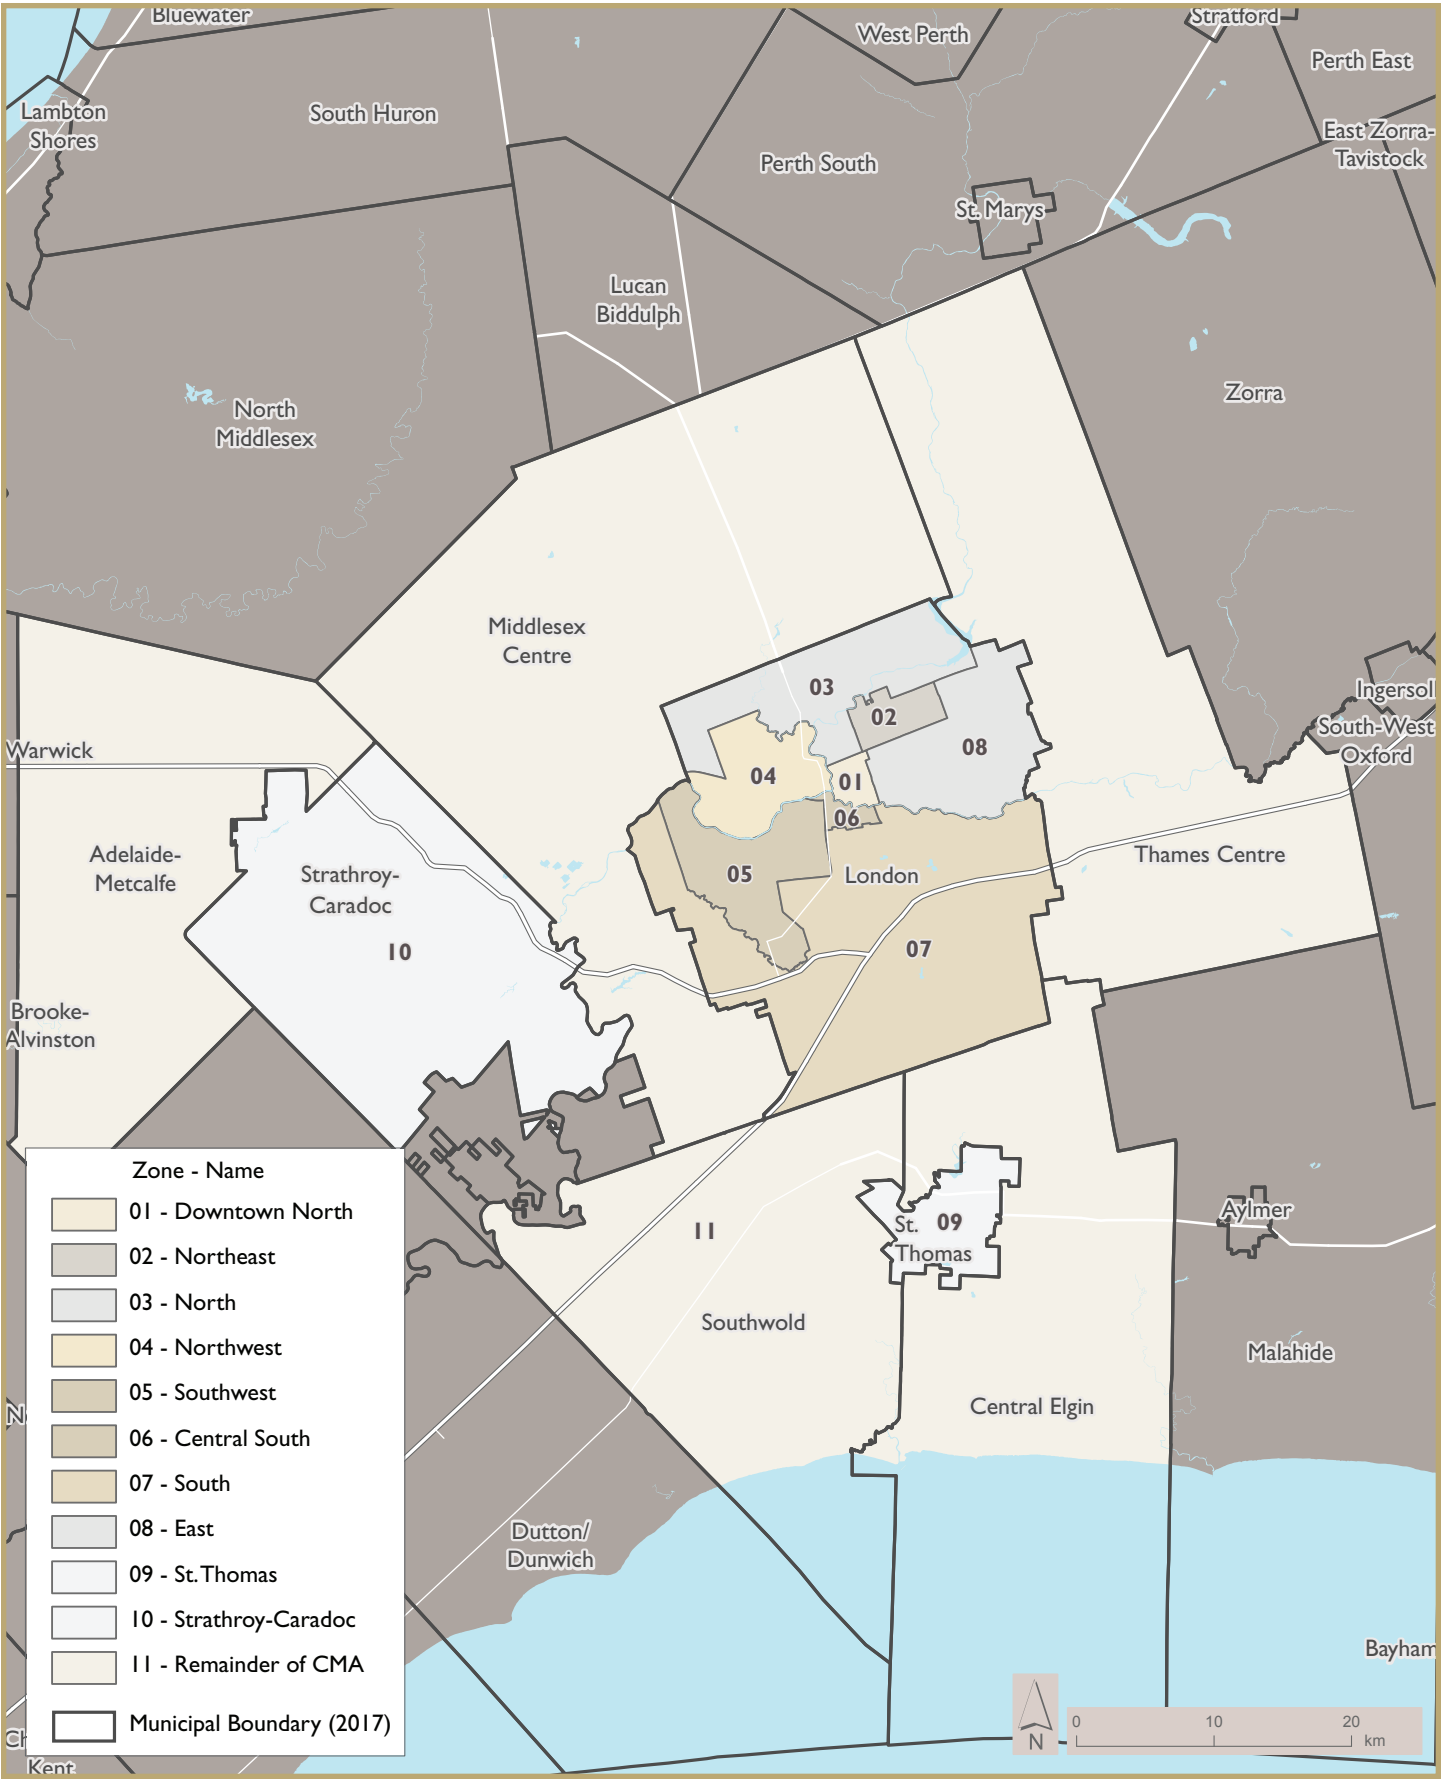 Bluewater
Stratford
West Perth
Perth East
Lambton
Shores
South Huron
East Zorra-
Tavistock
Perth South
St. Marys
Lucan
Biddulph
Zorra
North
Middlesex
Middlesex
Centre
Ingersoll
03
02
South-West
Oxford
08
Warwick
04
01
06
Adelaide-
Metcalfe
Strathroy-
Caradoc
05
London
Thames Centre
10
07
Brooke-
Alvinston
Zone - Name
01 - Downtown North
02 - Northeast
03 - North
04 - Northwest
05 - Southwest
06 - Central South
07 - South
08 - East
09 - St. Thomas
10 - Strathroy-Caradoc
11 - Remainder of CMA
Municipal Boundary (2017)
11
St.
Thomas
09
Aylmer
Southwold
Malahide
Central Elgin
Dutton/
Dunwich
Bayham
N
0 10 20
km
Kent